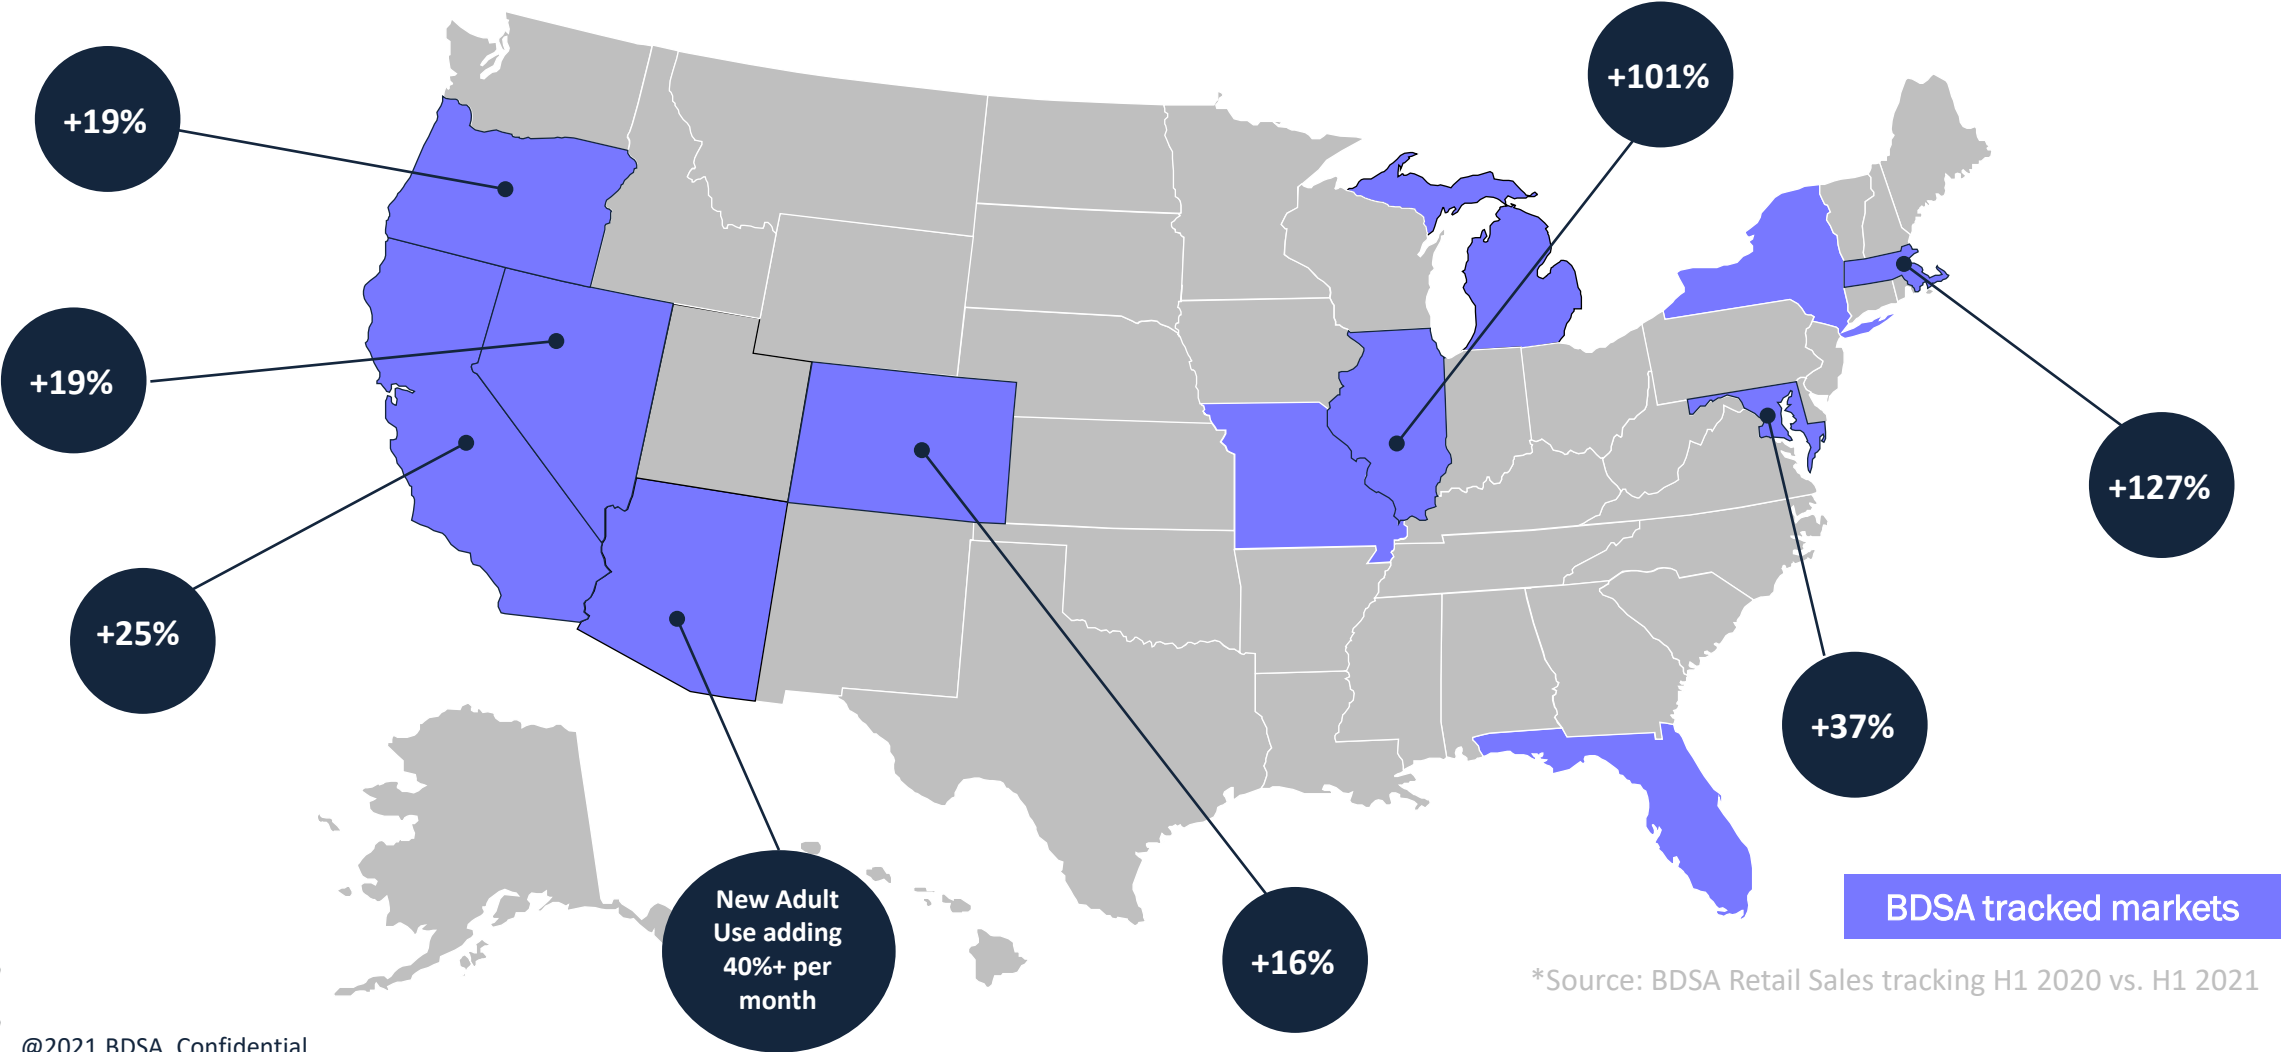 +101%
+19%
+19%
+127%
+25%
+37%
New Adult
Use adding
40%+ per
month
+16%
BDSA tracked markets
*Source: BDSA Retail Sales tracking H1 2020 vs. H1 2021
@2021 BDSA Confidential